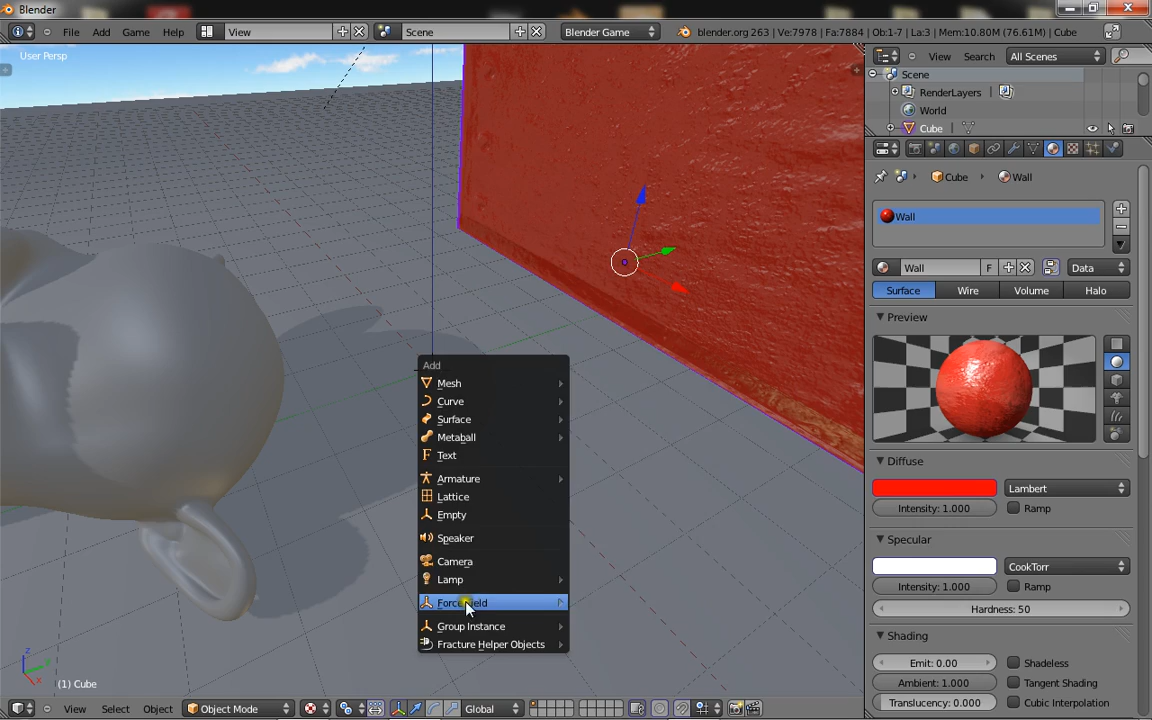 Blender
File Add Game Help View Scene Blender Game blender.org 263 | Ve:7978 | Fa:7884 | Ob:1-7 | La:3 | Mem:10.80M (76.61M) | Cube
User Persp
View Search All Scenes
Scene
RenderLayers
World
Cube
Cube Wall
Wall
Wall F Data
Surface Wire Volume Halo
Preview
Add
Mesh
Curve
Surface
Metaball
Text
Armature
Lattice
Empty
Speaker
Camera
Lamp
Force Field
Group Instance
Fracture Helper Objects
Diffuse
Lambert
Intensity: 1.000 Ramp
Specular
CookTorr
Intensity: 1.000 Ramp
Hardness: 50
Shading
Emit: 0.00 Shadeless
Ambient: 1.000 Tangent Shading
Translucency: 0.000 Cubic Interpolation
z
y
x
(1) Cube
View Select Object Object Mode Global